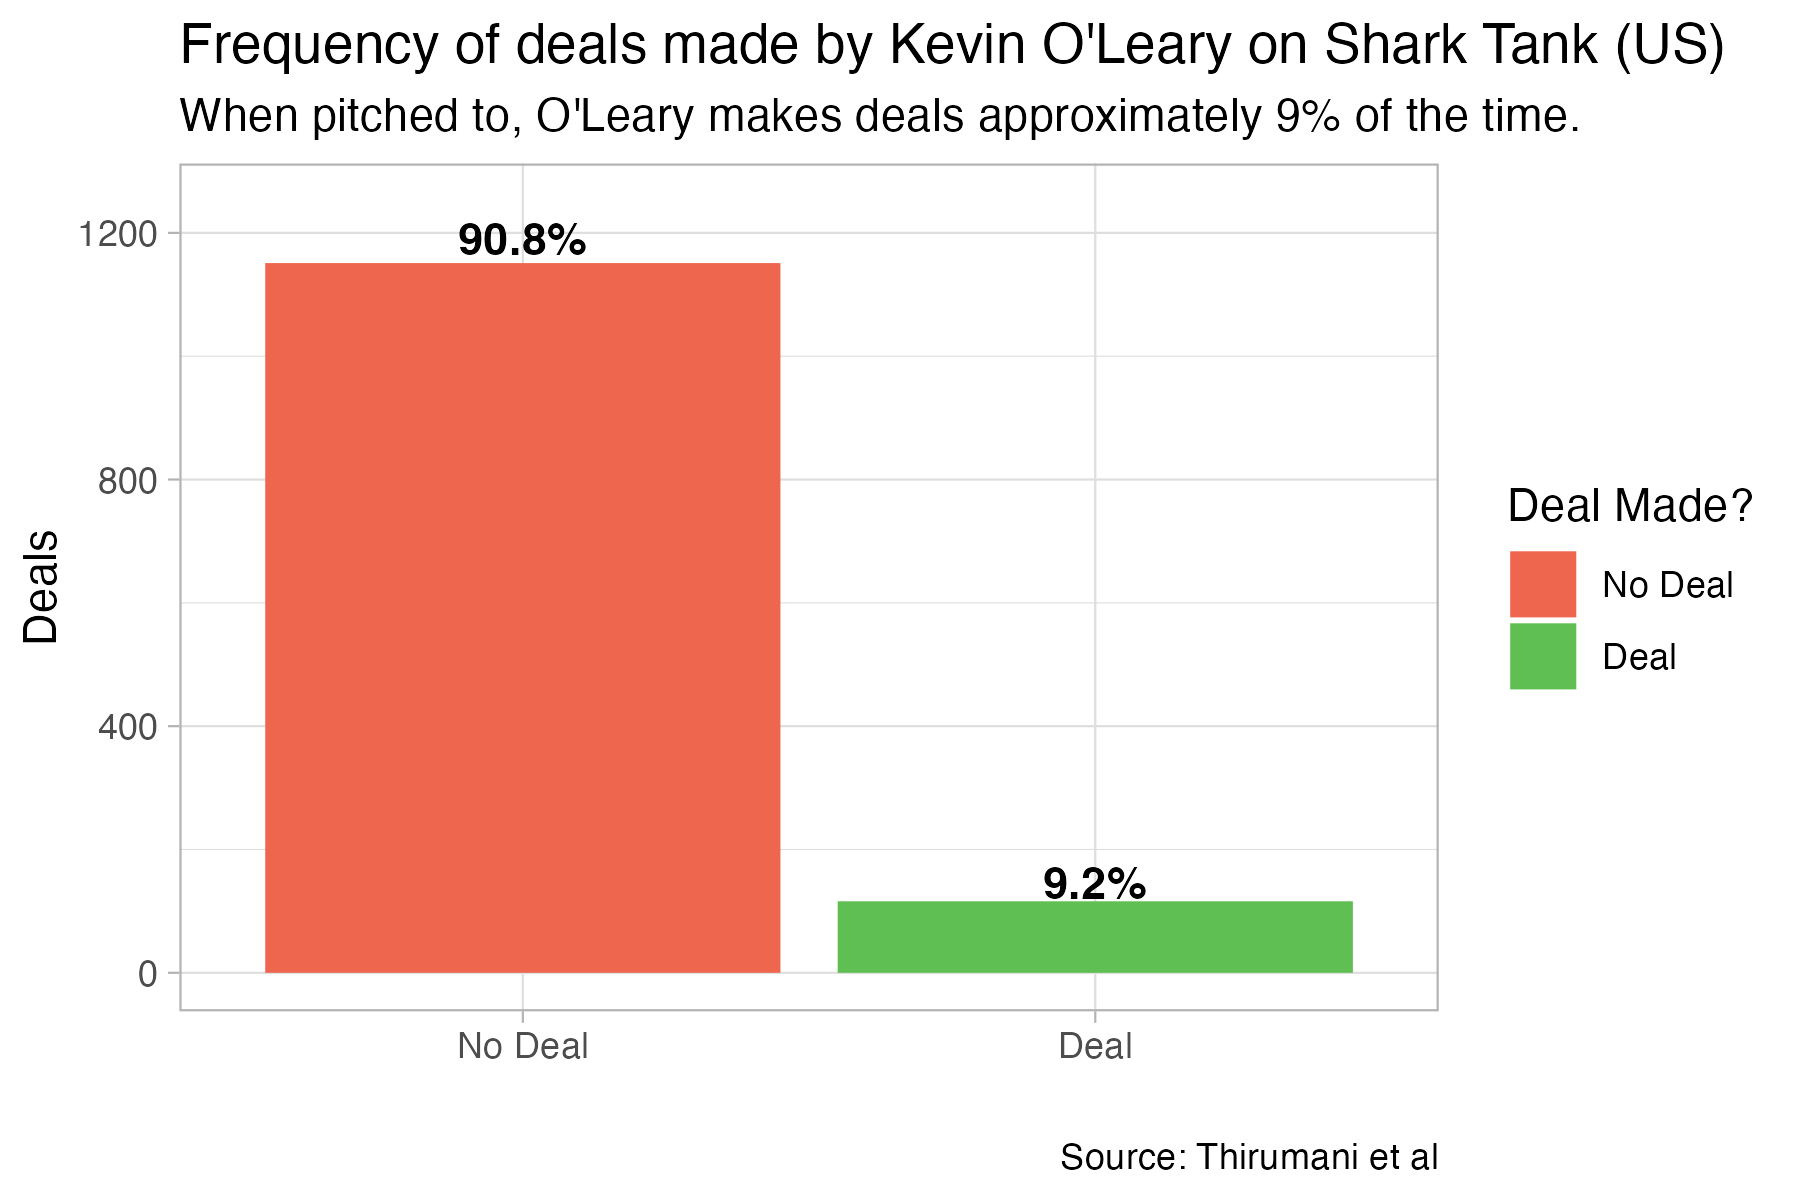 Frequency of deals made by Kevin O'Leary on Shark Tank (US)
When pitched to, O'Leary makes deals approximately 9% of the time.
1200
800
400
0
Deals
90.8%
9.2%
No Deal
Deal
Deal Made?
No Deal
Deal
Source: Thirumani et al